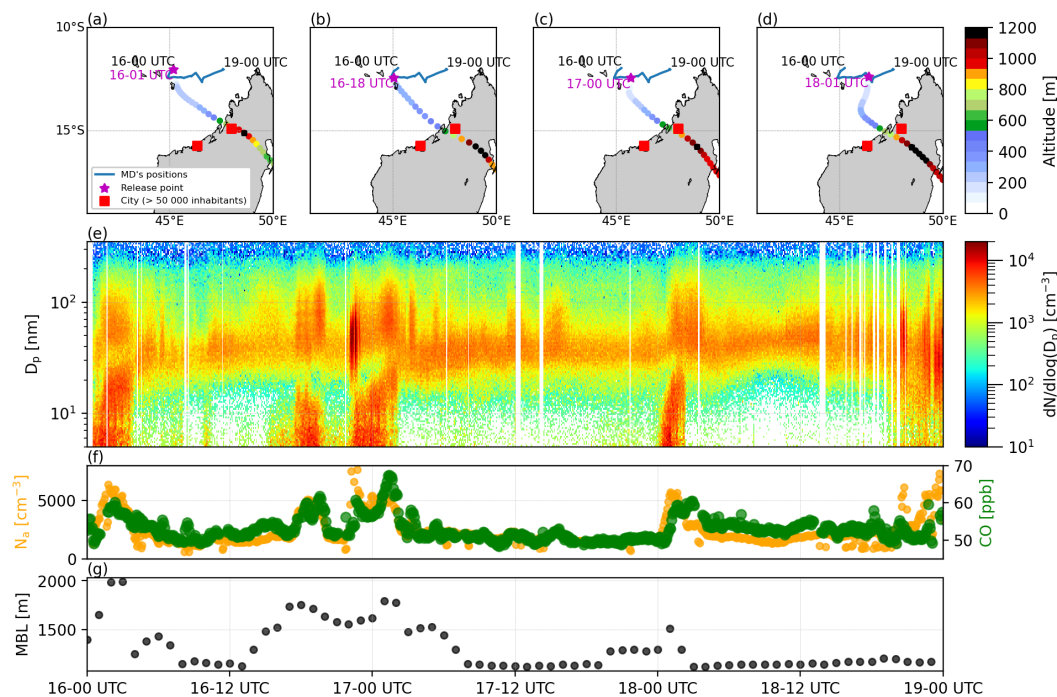 (a) (b) (c) (d)
10°S
15°S
16-00 UTC 19-00 UTC
16-01 UTC
16-00 UTC 19-00 UTC
16-18 UTC
16-00 UTC 19-00 UTC
17-00 UTC
16-00 UTC 19-00 UTC
18-01 UTC
MD's positions
Release point
City (> 50 000 inhabitants)
45°E 50°E 45°E 50°E 45°E 50°E 45°E 50°E
1200
1000
800
600
400
200
0
Altitude [m]
(e)
10²
10¹
Dp [nm]
10⁴
10³
10²
10¹
dN/dlog(Dp) [cm⁻³]
(f)
5000
0
Na [cm⁻³]
70
60
50
CO [ppb]
(g)
2000
1500
MBL [m]
16-00 UTC 16-12 UTC 17-00 UTC 17-12 UTC 18-00 UTC 18-12 UTC 19-00 UTC